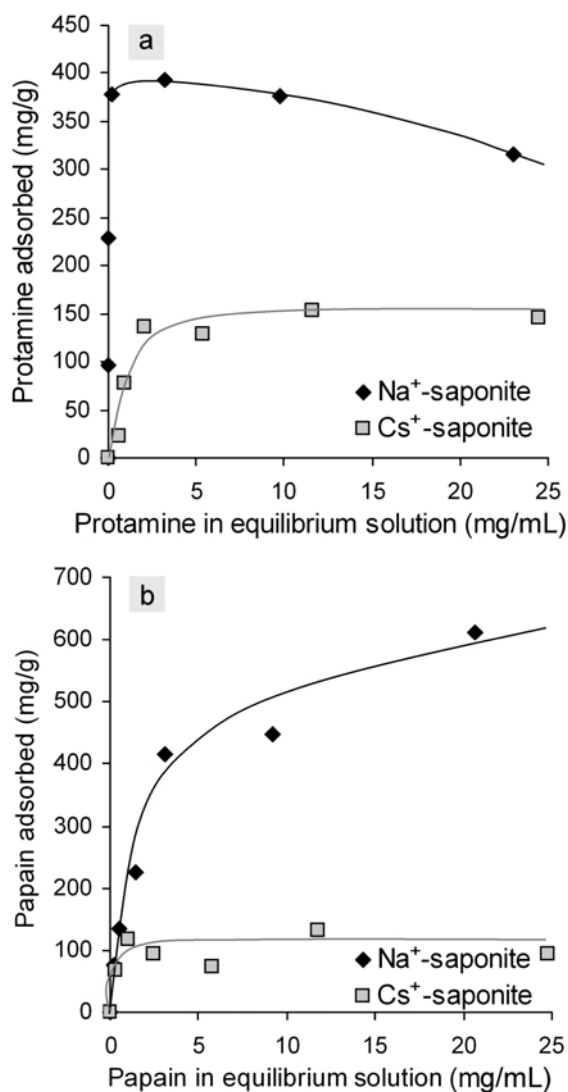 a
Protamine adsorbed (mg/g)
450
400
350
300
250
200
150
100
50
0
Na⁺-saponite
Cs⁺-saponite
0 5 10 15 20 25
Protamine in equilibrium solution (mg/mL)
b
Papain adsorbed (mg/g)
700
600
500
400
300
200
100
0
Na⁺-saponite
Cs⁺-saponite
0 5 10 15 20 25
Papain in equilibrium solution (mg/mL)